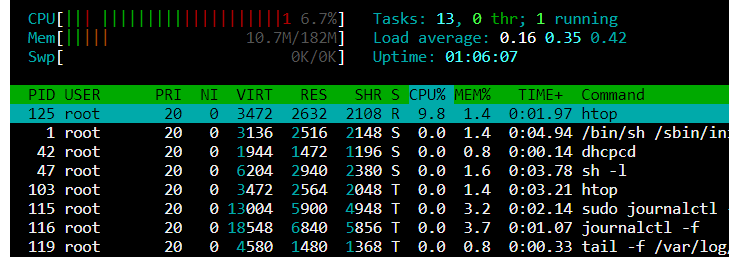 CPU[||| |||||||||||||||||||||1 6.7%] Tasks: 13, 0 thr; 1 running
Mem[||||| 10.7M/182M] Load average: 0.16 0.35 0.42
Swp[ 0K/0K] Uptime: 01:06:07
PID USER PRI NI VIRT RES SHR S CPU% MEM% TIME+ Command
125 root 20 0 3472 2632 2108 R 9.8 1.4 0:01.97 htop
1 root 20 0 3136 2516 2148 S 0.0 1.4 0:04.94 /bin/sh /sbin/ini
42 root 20 0 1944 1472 1196 S 0.0 0.8 0:00.14 dhcpcd
47 root 20 0 6204 2940 2380 S 0.0 1.6 0:03.78 sh -l
103 root 20 0 3472 2564 2048 T 0.0 1.4 0:03.21 htop
115 root 20 0 13004 5900 4948 T 0.0 3.2 0:02.14 sudo journalctl -
116 root 20 0 18548 6840 5856 T 0.0 3.7 0:01.07 journalctl -f
119 root 20 0 4580 1480 1368 T 0.0 0.8 0:00.33 tail -f /var/log/